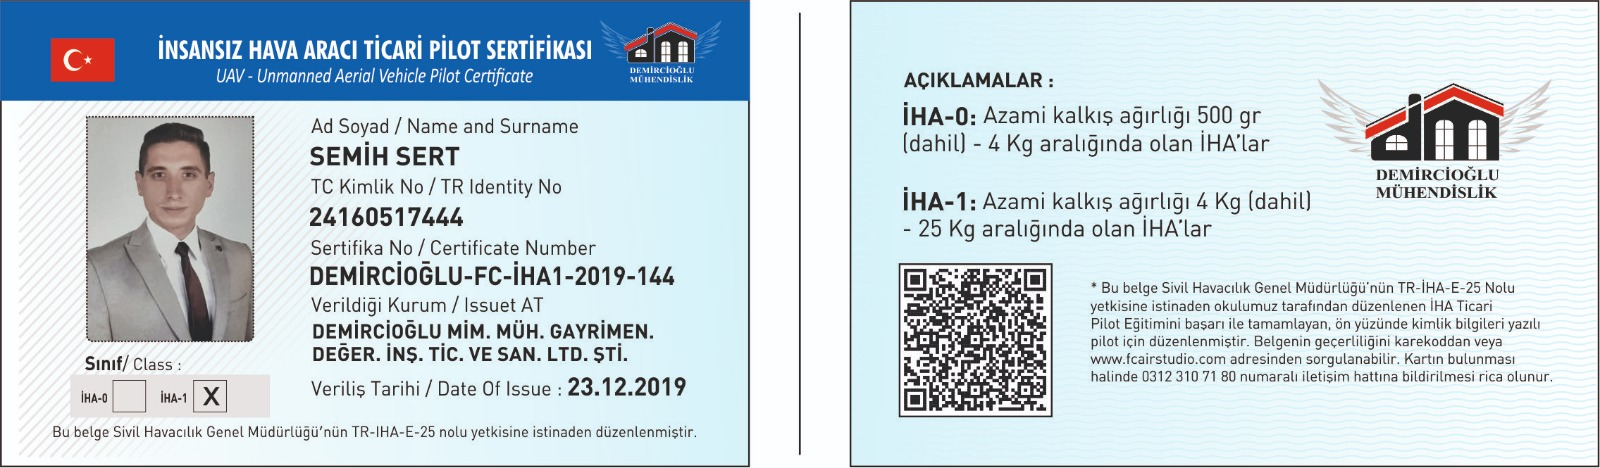 İNSANSIZ HAVA ARACI TİCARİ PİLOT SERTİFİKASI
UAV - Unmanned Aerial Vehicle Pilot Certificate
DEMİRCİOĞLU
MÜHENDİSLİK
Ad Soyad / Name and Surname
SEMİH SERT
TC Kimlik No / TR Identity No
24160517444
Sertifika No / Certificate Number
DEMİRCİOĞLU-FC-İHA1-2019-144
Verildiği Kurum / Issuet AT
DEMİRCİOĞLU MİM. MÜH. GAYRİMEN.
DEĞER. İNŞ. TİC. VE SAN. LTD. ŞTİ.
Veriliş Tarihi / Date Of Issue : 23.12.2019
Sınıf/ Class :
İHA-0 İHA-1 X
Bu belge Sivil Havacılık Genel Müdürlüğü'nün TR-IHA-E-25 nolu yetkisine istinaden düzenlenmiştir.
AÇIKLAMALAR :
İHA-0: Azami kalkış ağırlığı 500 gr
(dahil) - 4 Kg aralığında olan İHA'lar
İHA-1: Azami kalkış ağırlığı 4 Kg (dahil)
- 25 Kg aralığında olan İHA'lar
DEMİRCİOĞLU
MÜHENDİSLİK
* Bu belge Sivil Havacılık Genel Müdürlüğü'nün TR-İHA-E-25 Nolu
yetkisine istinaden okulumuz tarafından düzenlenen İHA Ticari
Pilot Eğitimini başarı ile tamamlayan, ön yüzünde kimlik bilgileri yazılı
pilot için düzenlenmiştir. Belgenin geçerliliğini karekoddan veya
www.fcairstudio.com adresinden sorgulanabilir. Kartın bulunması
halinde 0312 310 71 80 numaralı iletişim hattına bildirilmesi rica olunur.